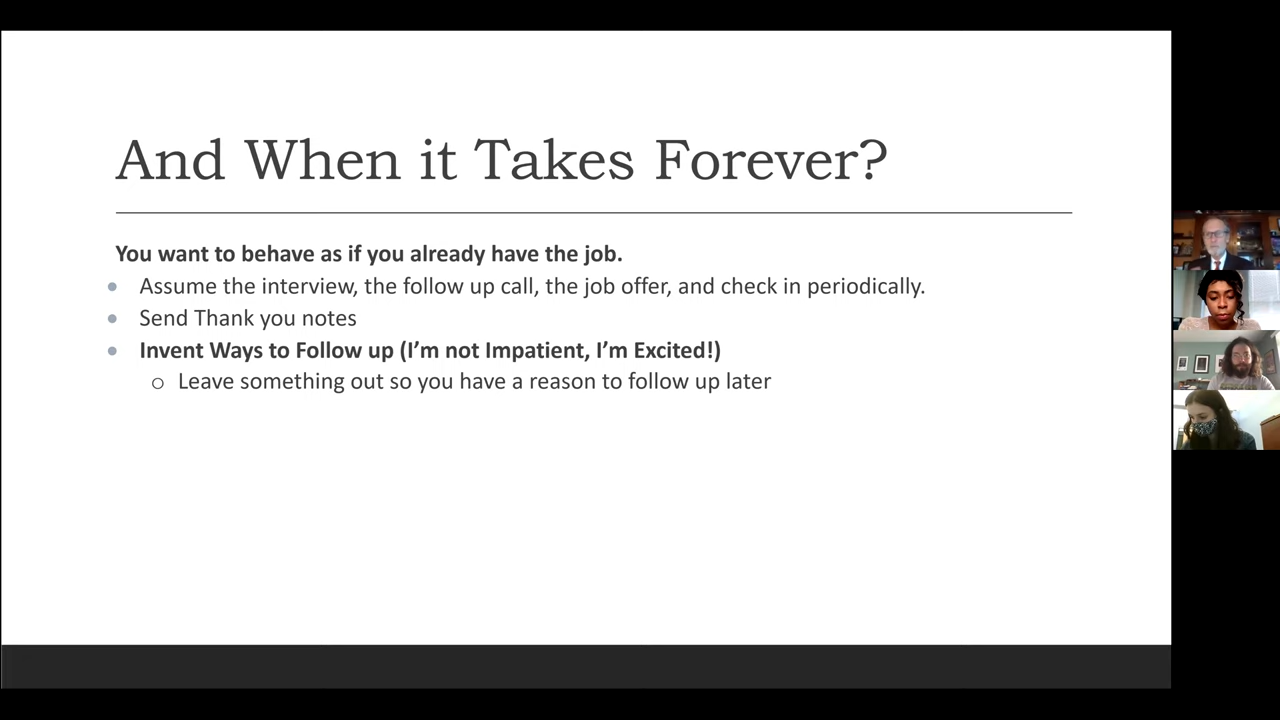 And When it Takes Forever?
You want to behave as if you already have the job.
Assume the interview, the follow up call, the job offer, and check in periodically.
Send Thank you notes
Invent Ways to Follow up (I’m not Impatient, I’m Excited!)
Leave something out so you have a reason to follow up later